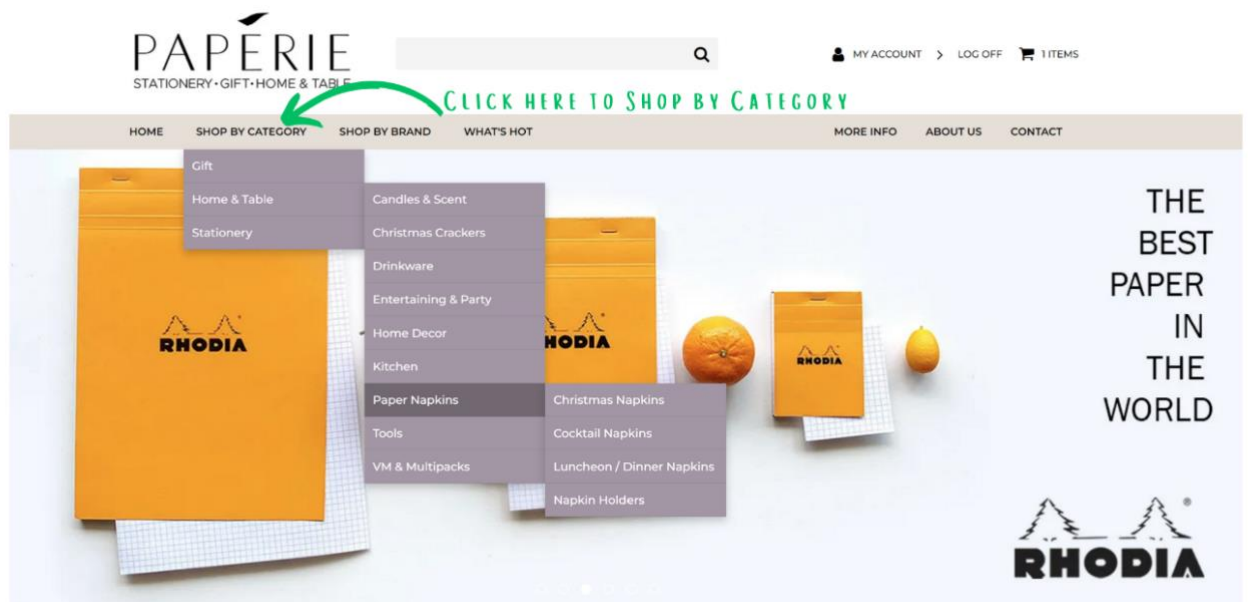 PAPÉRIE
STATIONERY•GIFT•HOME & TABLE
MY ACCOUNT > LOG OFF 1 ITEMS
CLICK HERE TO SHOP BY CATEGORY
HOME SHOP BY CATEGORY SHOP BY BRAND WHAT'S HOT MORE INFO ABOUT US CONTACT
Gift
Home & Table
Stationery
Candles & Scent
Christmas Crackers
Drinkware
Entertaining & Party
Home Decor
Kitchen
Paper Napkins
Tools
VM & Multipacks
Christmas Napkins
Cocktail Napkins
Luncheon / Dinner Napkins
Napkin Holders
RHODIA
HODIA
RHODIA
THE
BEST
PAPER
IN
THE
WORLD
RHODIA®